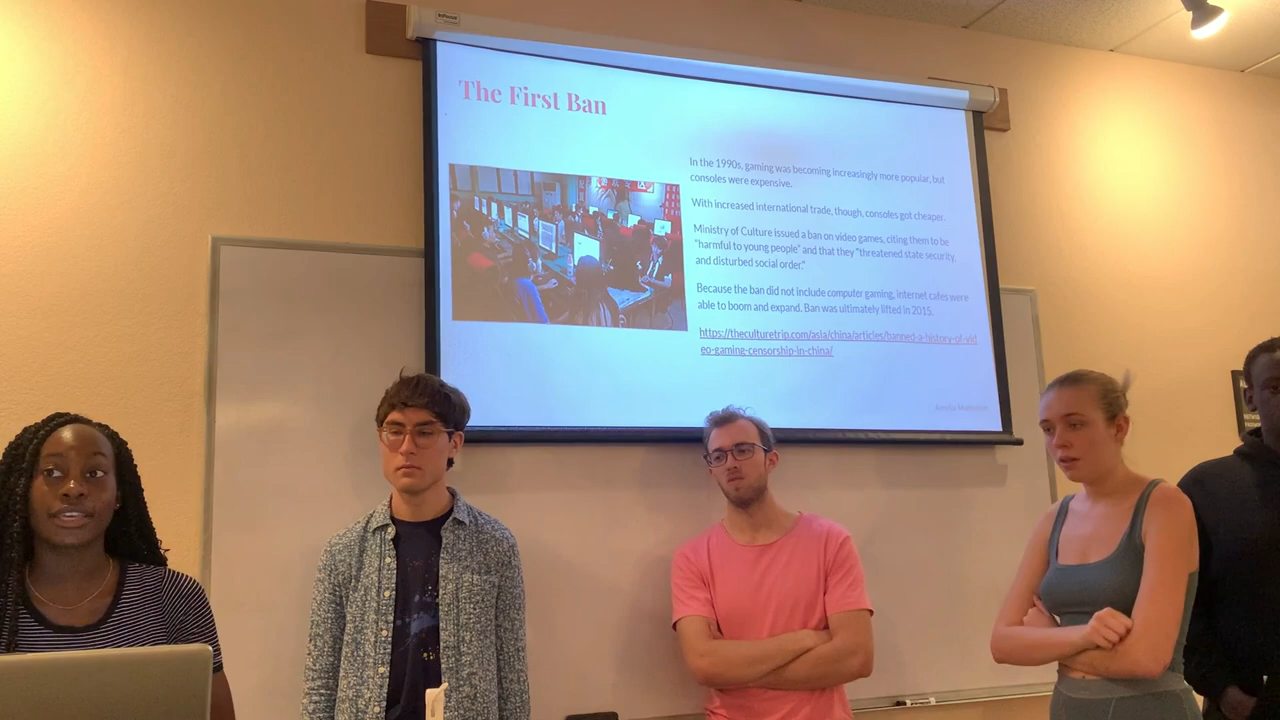 InFocus
The First Ban
In the 1990s, gaming was becoming increasingly more popular, but
consoles were expensive.
With increased international trade, though, consoles got cheaper.
Ministry of Culture issued a ban on video games, citing them to be
"harmful to young people" and that they "threatened state security,
and disturbed social order."
Because the ban did not include computer gaming, internet cafes were
able to boom and expand. Ban was ultimately lifted in 2015.
https://theculturetrip.com/asia/china/articles/banned-a-history-of-vid
eo-gaming-censorship-in-china/